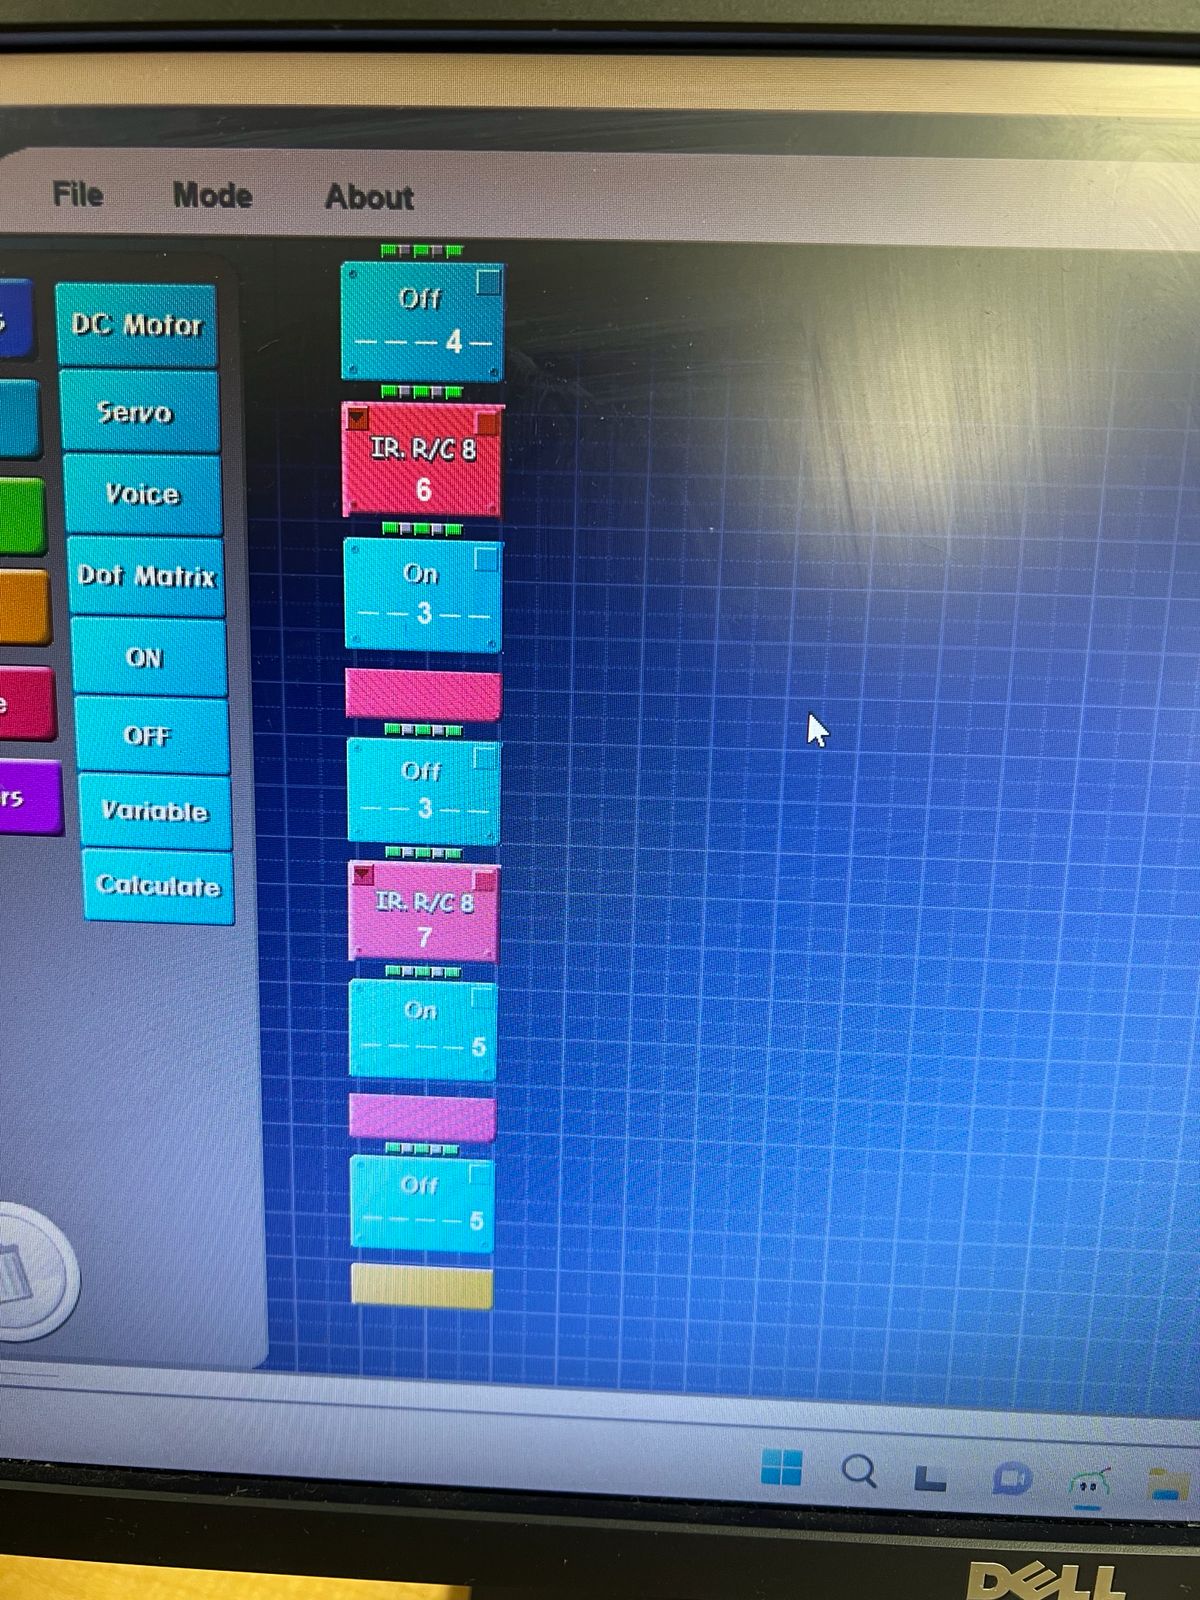 File Mode About
DC Motor
Servo
Voice
Dot Matrix
ON
OFF
Variable
Calculate
rs
Off
– – – 4 –
IR. R/C 8
6
On
– – 3 – –
Off
– – 3 – –
IR. R/C 8
7
On
– – – – 5
Off
– – – – 5
DELL